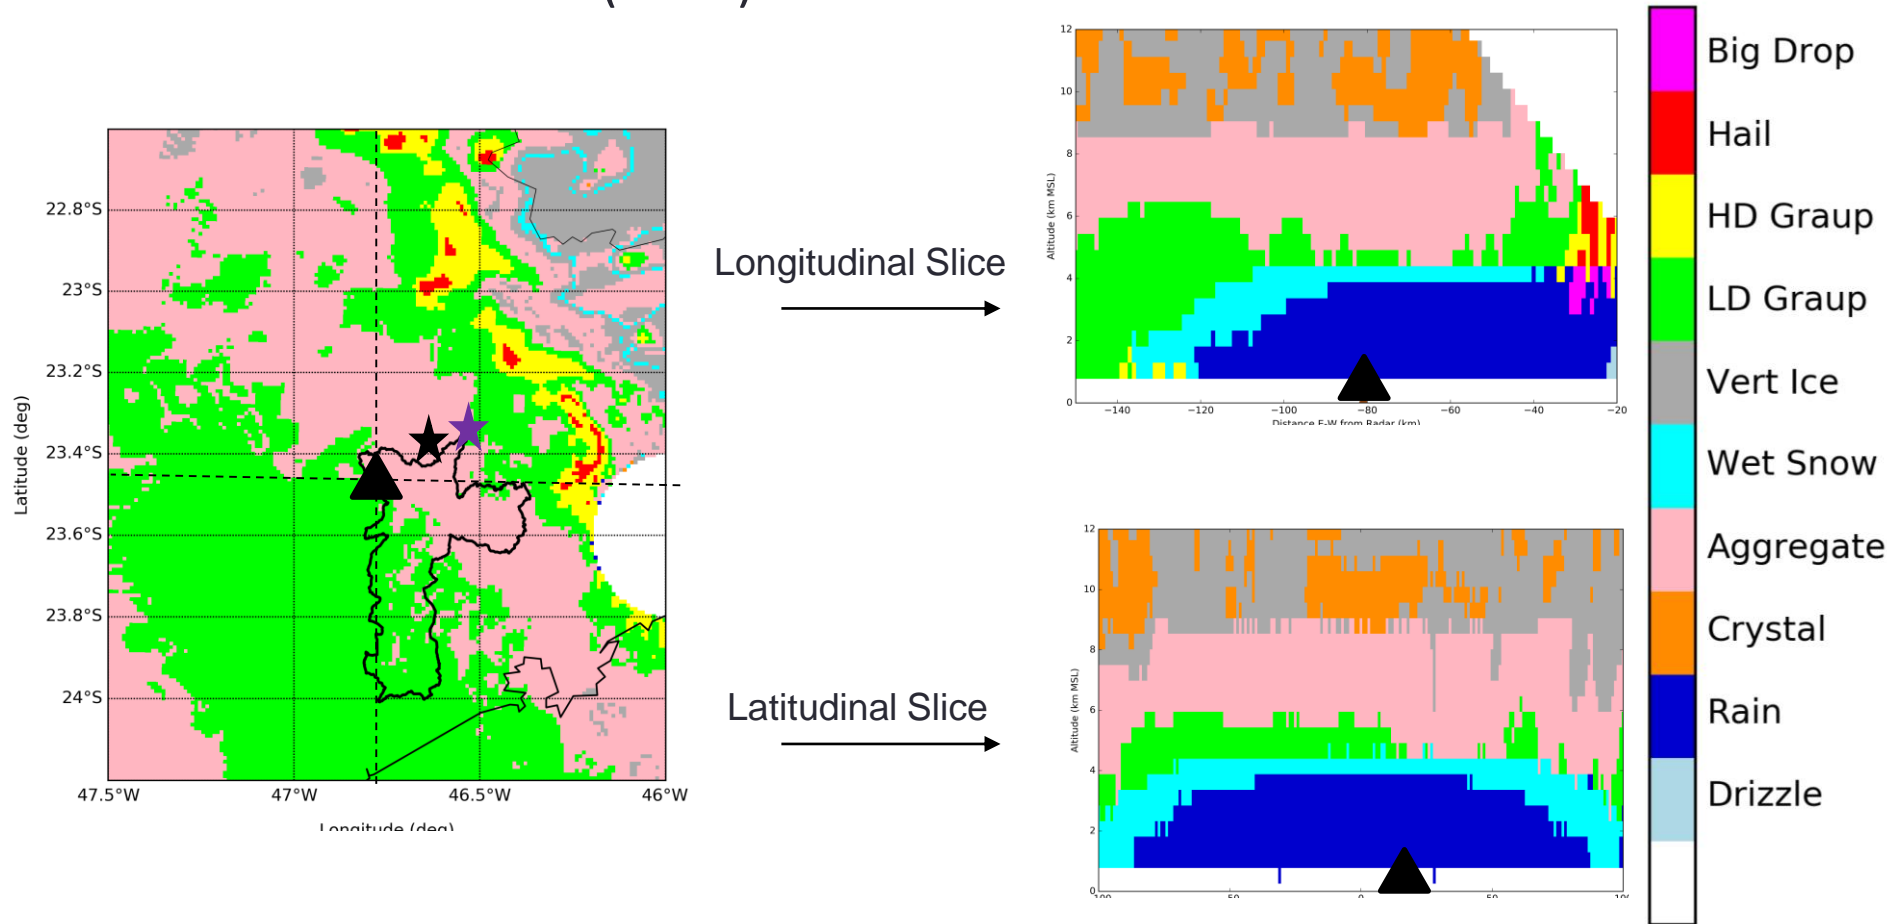 22.8°S
23°S
23.2°S
23.4°S
23.6°S
23.8°S
24°S
Latitude (deg)
47.5°W 47°W 46.5°W 46°W
Longitude (deg)
Longitudinal Slice
Latitudinal Slice
12
10
8
6
4
2
0
Altitude (km MSL)
−140 −120 −100 −80 −60 −40 −20
Distance E-W from Radar (km)
12
10
8
6
4
2
0
Altitude (km MSL)
0
Big Drop
Hail
HD Graup
LD Graup
Vert Ice
Wet Snow
Aggregate
Crystal
Rain
Drizzle